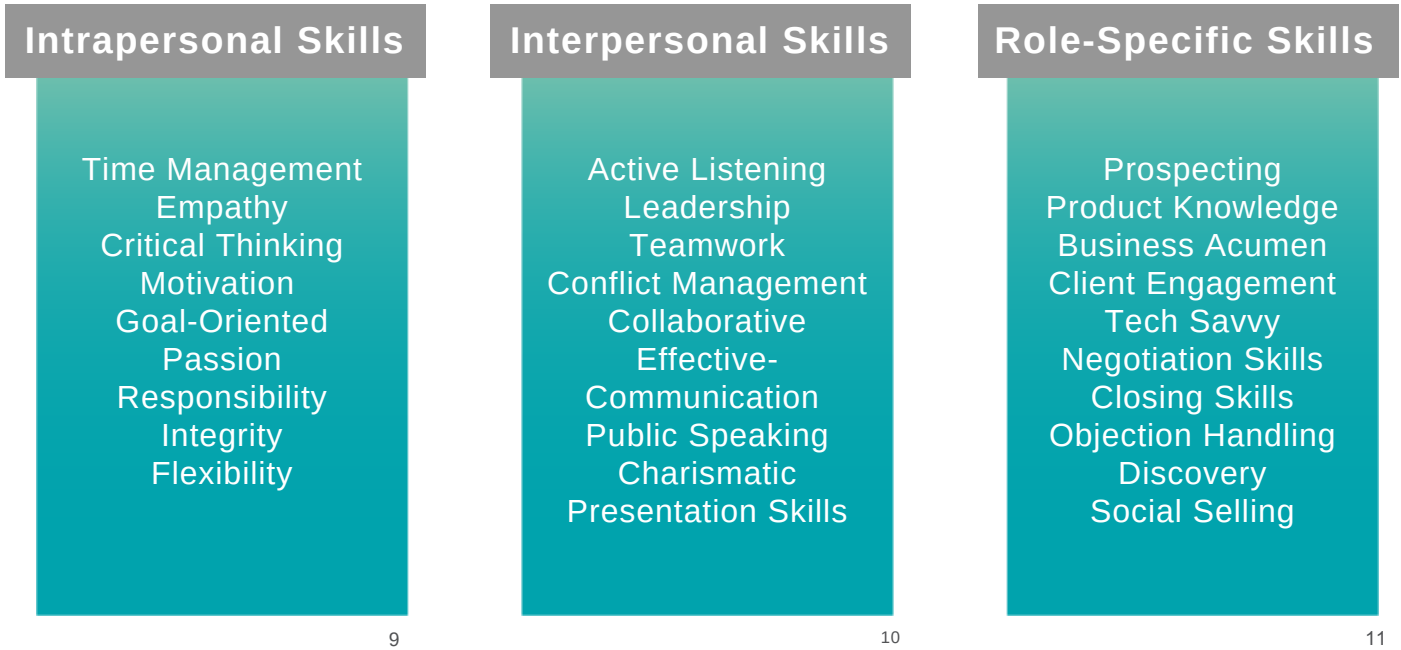 Intrapersonal Skills
Time Management
Empathy
Critical Thinking
Motivation
Goal-Oriented
Passion
Responsibility
Integrity
Flexibility
9
Interpersonal Skills
Active Listening
Leadership
Teamwork
Conflict Management
Collaborative
Effective-
Communication
Public Speaking
Charismatic
Presentation Skills
10
Role-Specific Skills
Prospecting
Product Knowledge
Business Acumen
Client Engagement
Tech Savvy
Negotiation Skills
Closing Skills
Objection Handling
Discovery
Social Selling
11